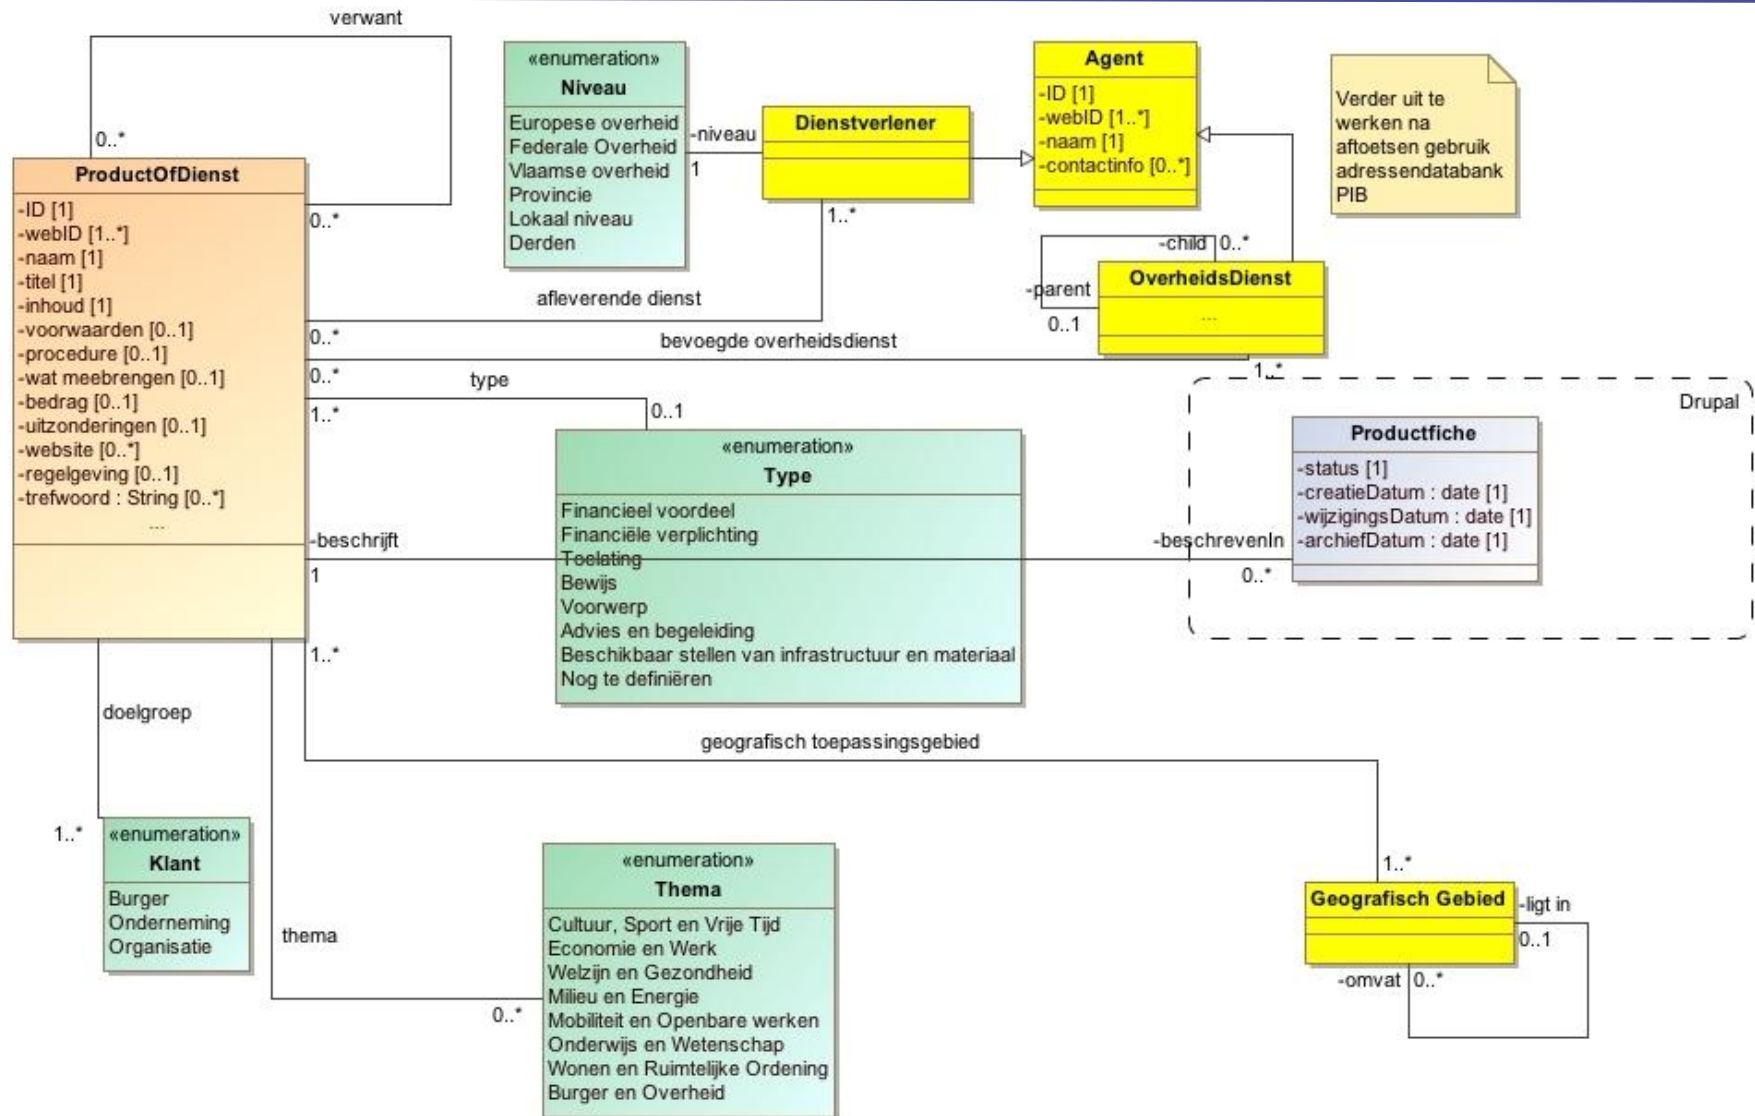 verwant
0..*
0..*
ProductOfDienst
-ID [1]
-webID [1..*]
-naam [1]
-titel [1]
-inhoud [1]
-voorwaarden [0..1]
-procedure [0..1]
-wat meebrengen [0..1]
-bedrag [0..1]
-uitzonderingen [0..1]
-website [0..*]
-regelgeving [0..1]
-trefwoord : String [0..*]
...
«enumeration»
Niveau
Europese overheid
Federale Overheid
Vlaamse overheid
Provincie
Lokaal niveau
Derden
-niveau
1
Dienstverlener
1..*
Agent
-ID [1]
-webID [1..*]
-naam [1]
-contactinfo [0..*]
Verder uit te
werken na
aftoetsen gebruik
adressendatabank
PIB
-child
0..*
-parent
0..1
OverheidsDienst
...
afleverende dienst
0..*
bevoegde overheidsdienst
0..*
1..*
type
1..*
0..1
«enumeration»
Type
Financieel voordeel
Financiële verplichting
Toelating
Bewijs
Voorwerp
Advies en begeleiding
Beschikbaar stellen van infrastructuur en materiaal
Nog te definiëren
Drupal
Productfiche
-status [1]
-creatieDatum : date [1]
-wijzigingsDatum : date [1]
-archiefDatum : date [1]
-beschrijft
1
-beschrevenIn
0..*
1..*
geografisch toepassingsgebied
1..*
doelgroep
1..*
«enumeration»
Klant
Burger
Onderneming
Organisatie
thema
0..*
«enumeration»
Thema
Cultuur, Sport en Vrije Tijd
Economie en Werk
Welzijn en Gezondheid
Milieu en Energie
Mobiliteit en Openbare werken
Onderwijs en Wetenschap
Wonen en Ruimtelijke Ordening
Burger en Overheid
Geografisch Gebied
-ligt in
0..1
-omvat
0..*